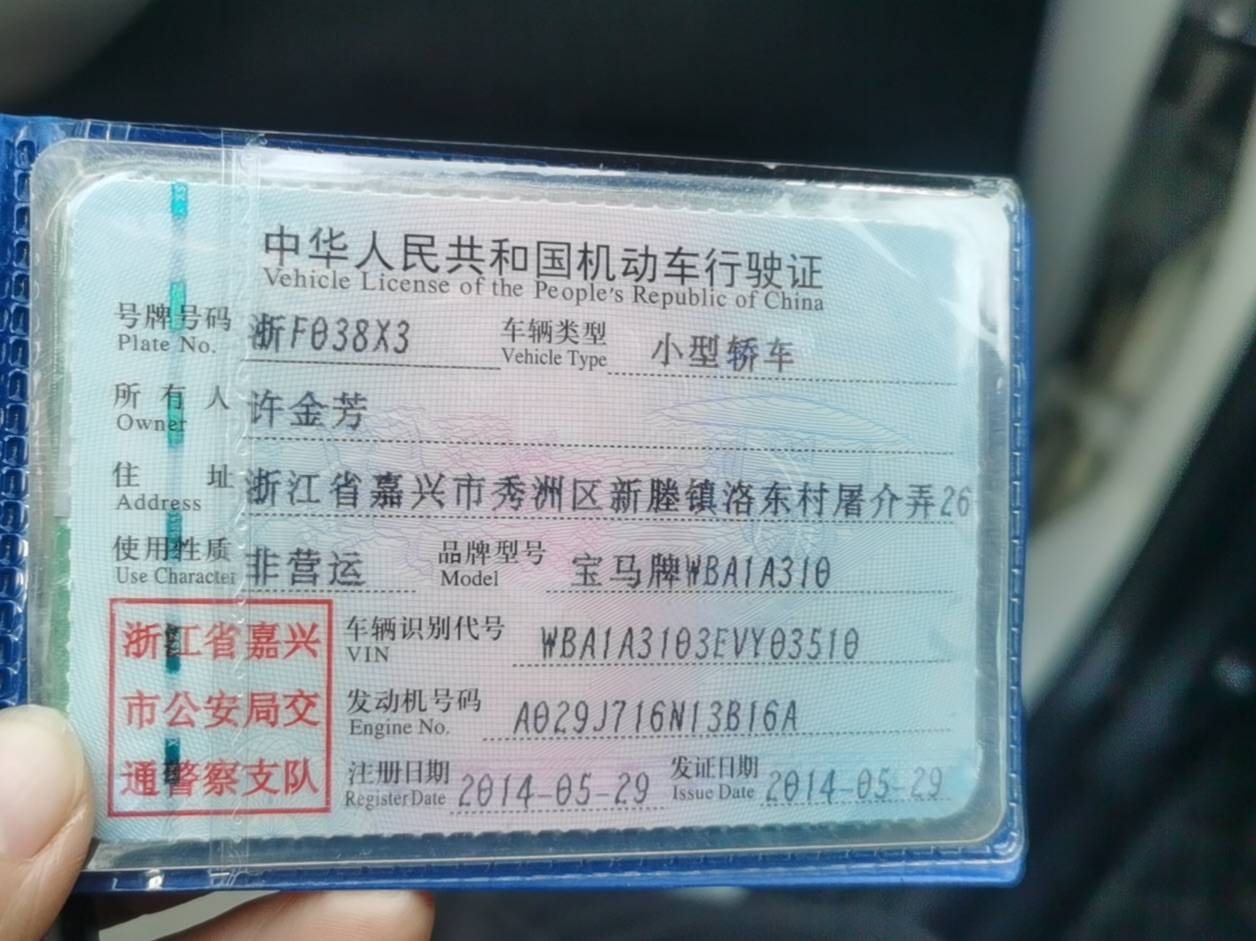 中华人民共和国机动车行驶证
Vehicle License of the People's Republic of China
号牌号码 浙F038X3 车辆类型 小型轿车
Plate No. Vehicle Type
所有人 许金芳
Owner
住址 浙江省嘉兴市秀洲区新塍镇洛东村屠介弄26
Address
使用性质 非营运 品牌型号 宝马牌WBA1A310
Use Character Model
浙江省嘉兴
市公安局交
通警察支队
车辆识别代号 WBA1A3103EVY03510
VIN
发动机号码 A029J716N13B16A
Engine No.
注册日期 2014-05-29 发证日期 2014-05-29
Register Date Issue Date